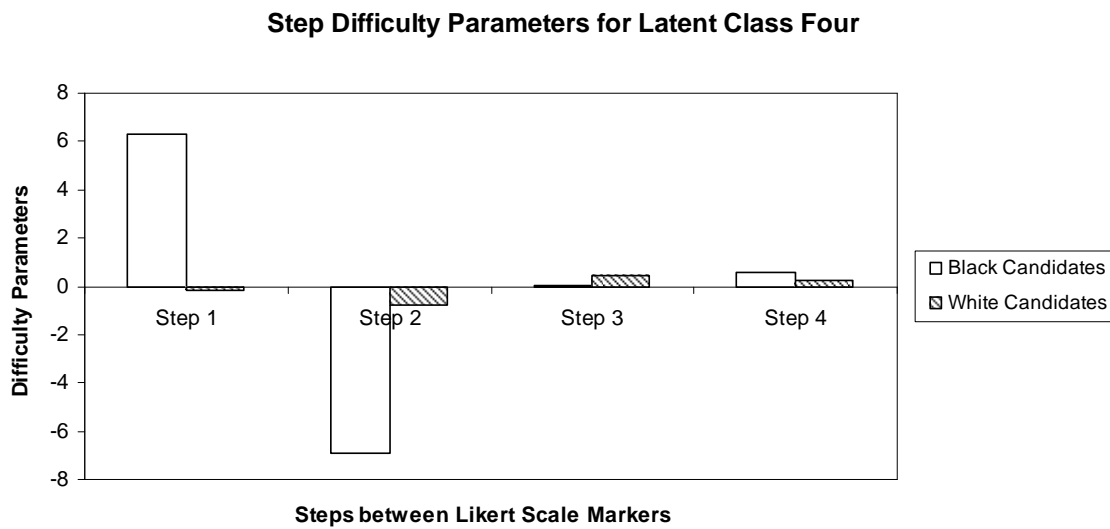 Step Difficulty Parameters for Latent Class Four
8
6
4
2
0
-2
-4
-6
-8
Difficulty Parameters
Step 1
Step 2
Step 3
Step 4
Steps between Likert Scale Markers
Black Candidates
White Candidates